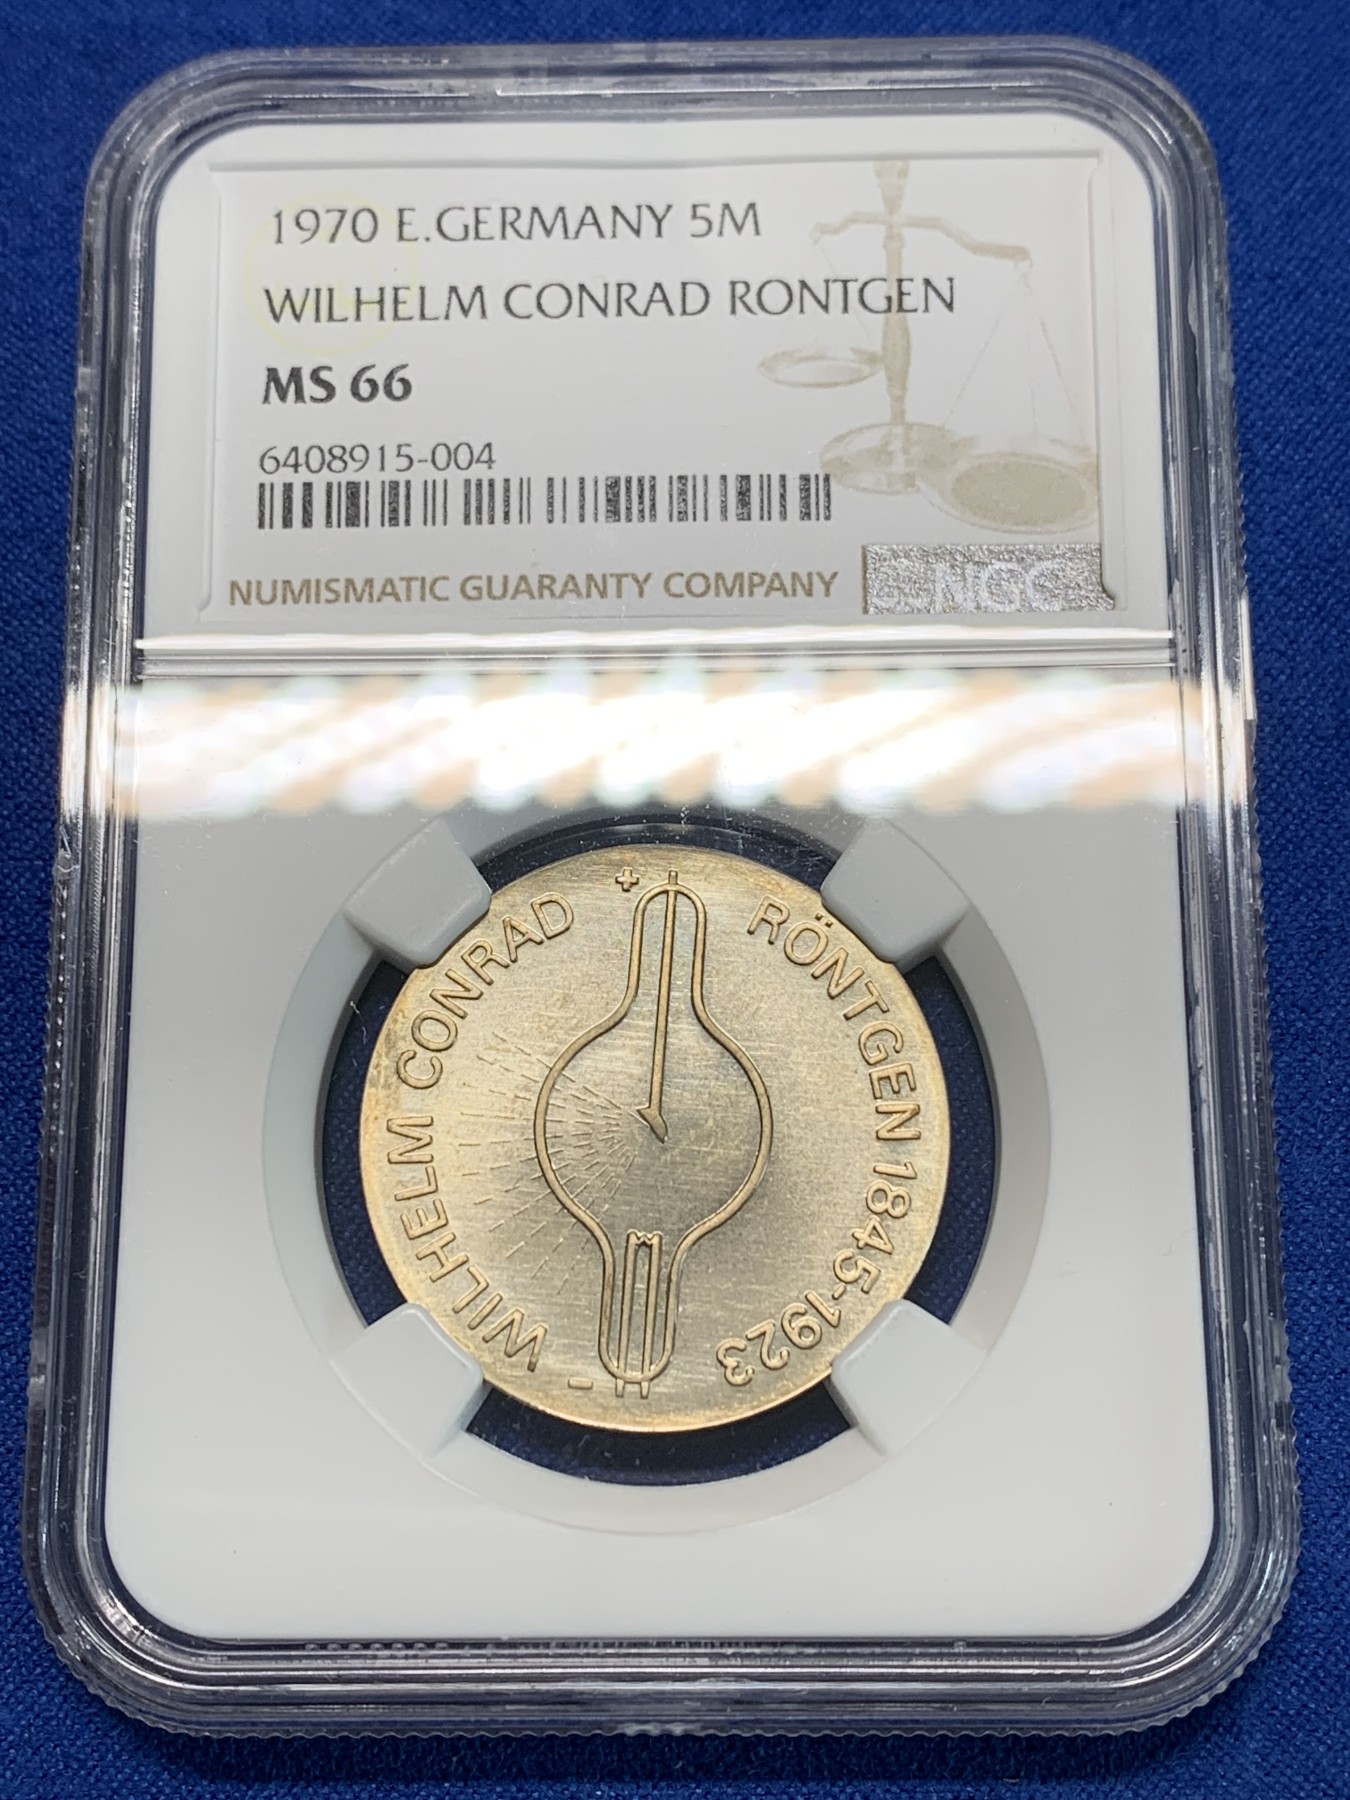 1970 E.GERMANY 5M
WILHELM CONRAD RONTGEN
MS 66
6408915-004
NUMISMATIC GUARANTY COMPANY
NGC
+
WILHELM CONRAD RÖNTGEN 1845-1923
-